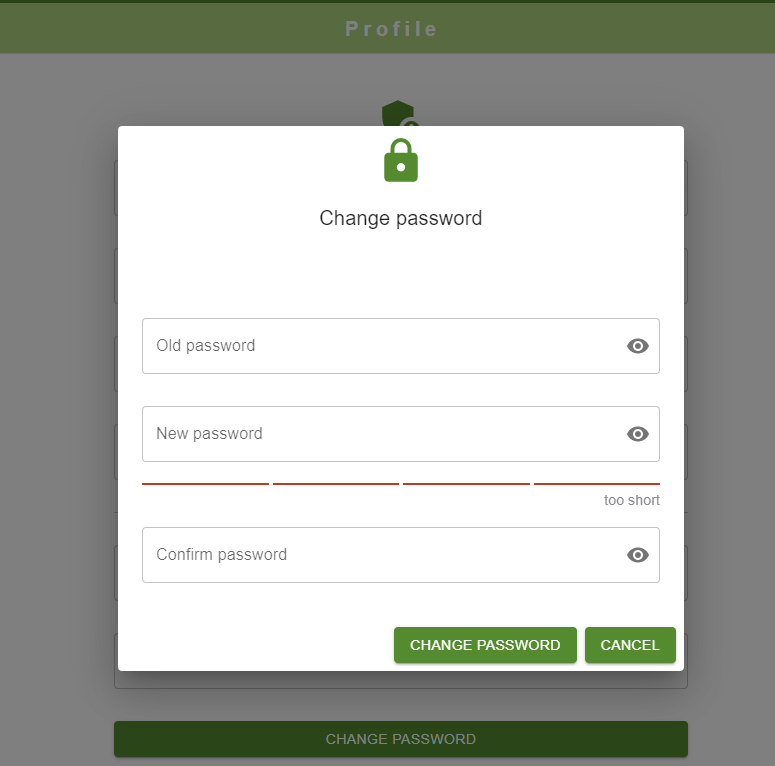 Profile
Change password
Old password
New password
too short
Confirm password
CHANGE PASSWORD
CANCEL
CHANGE PASSWORD